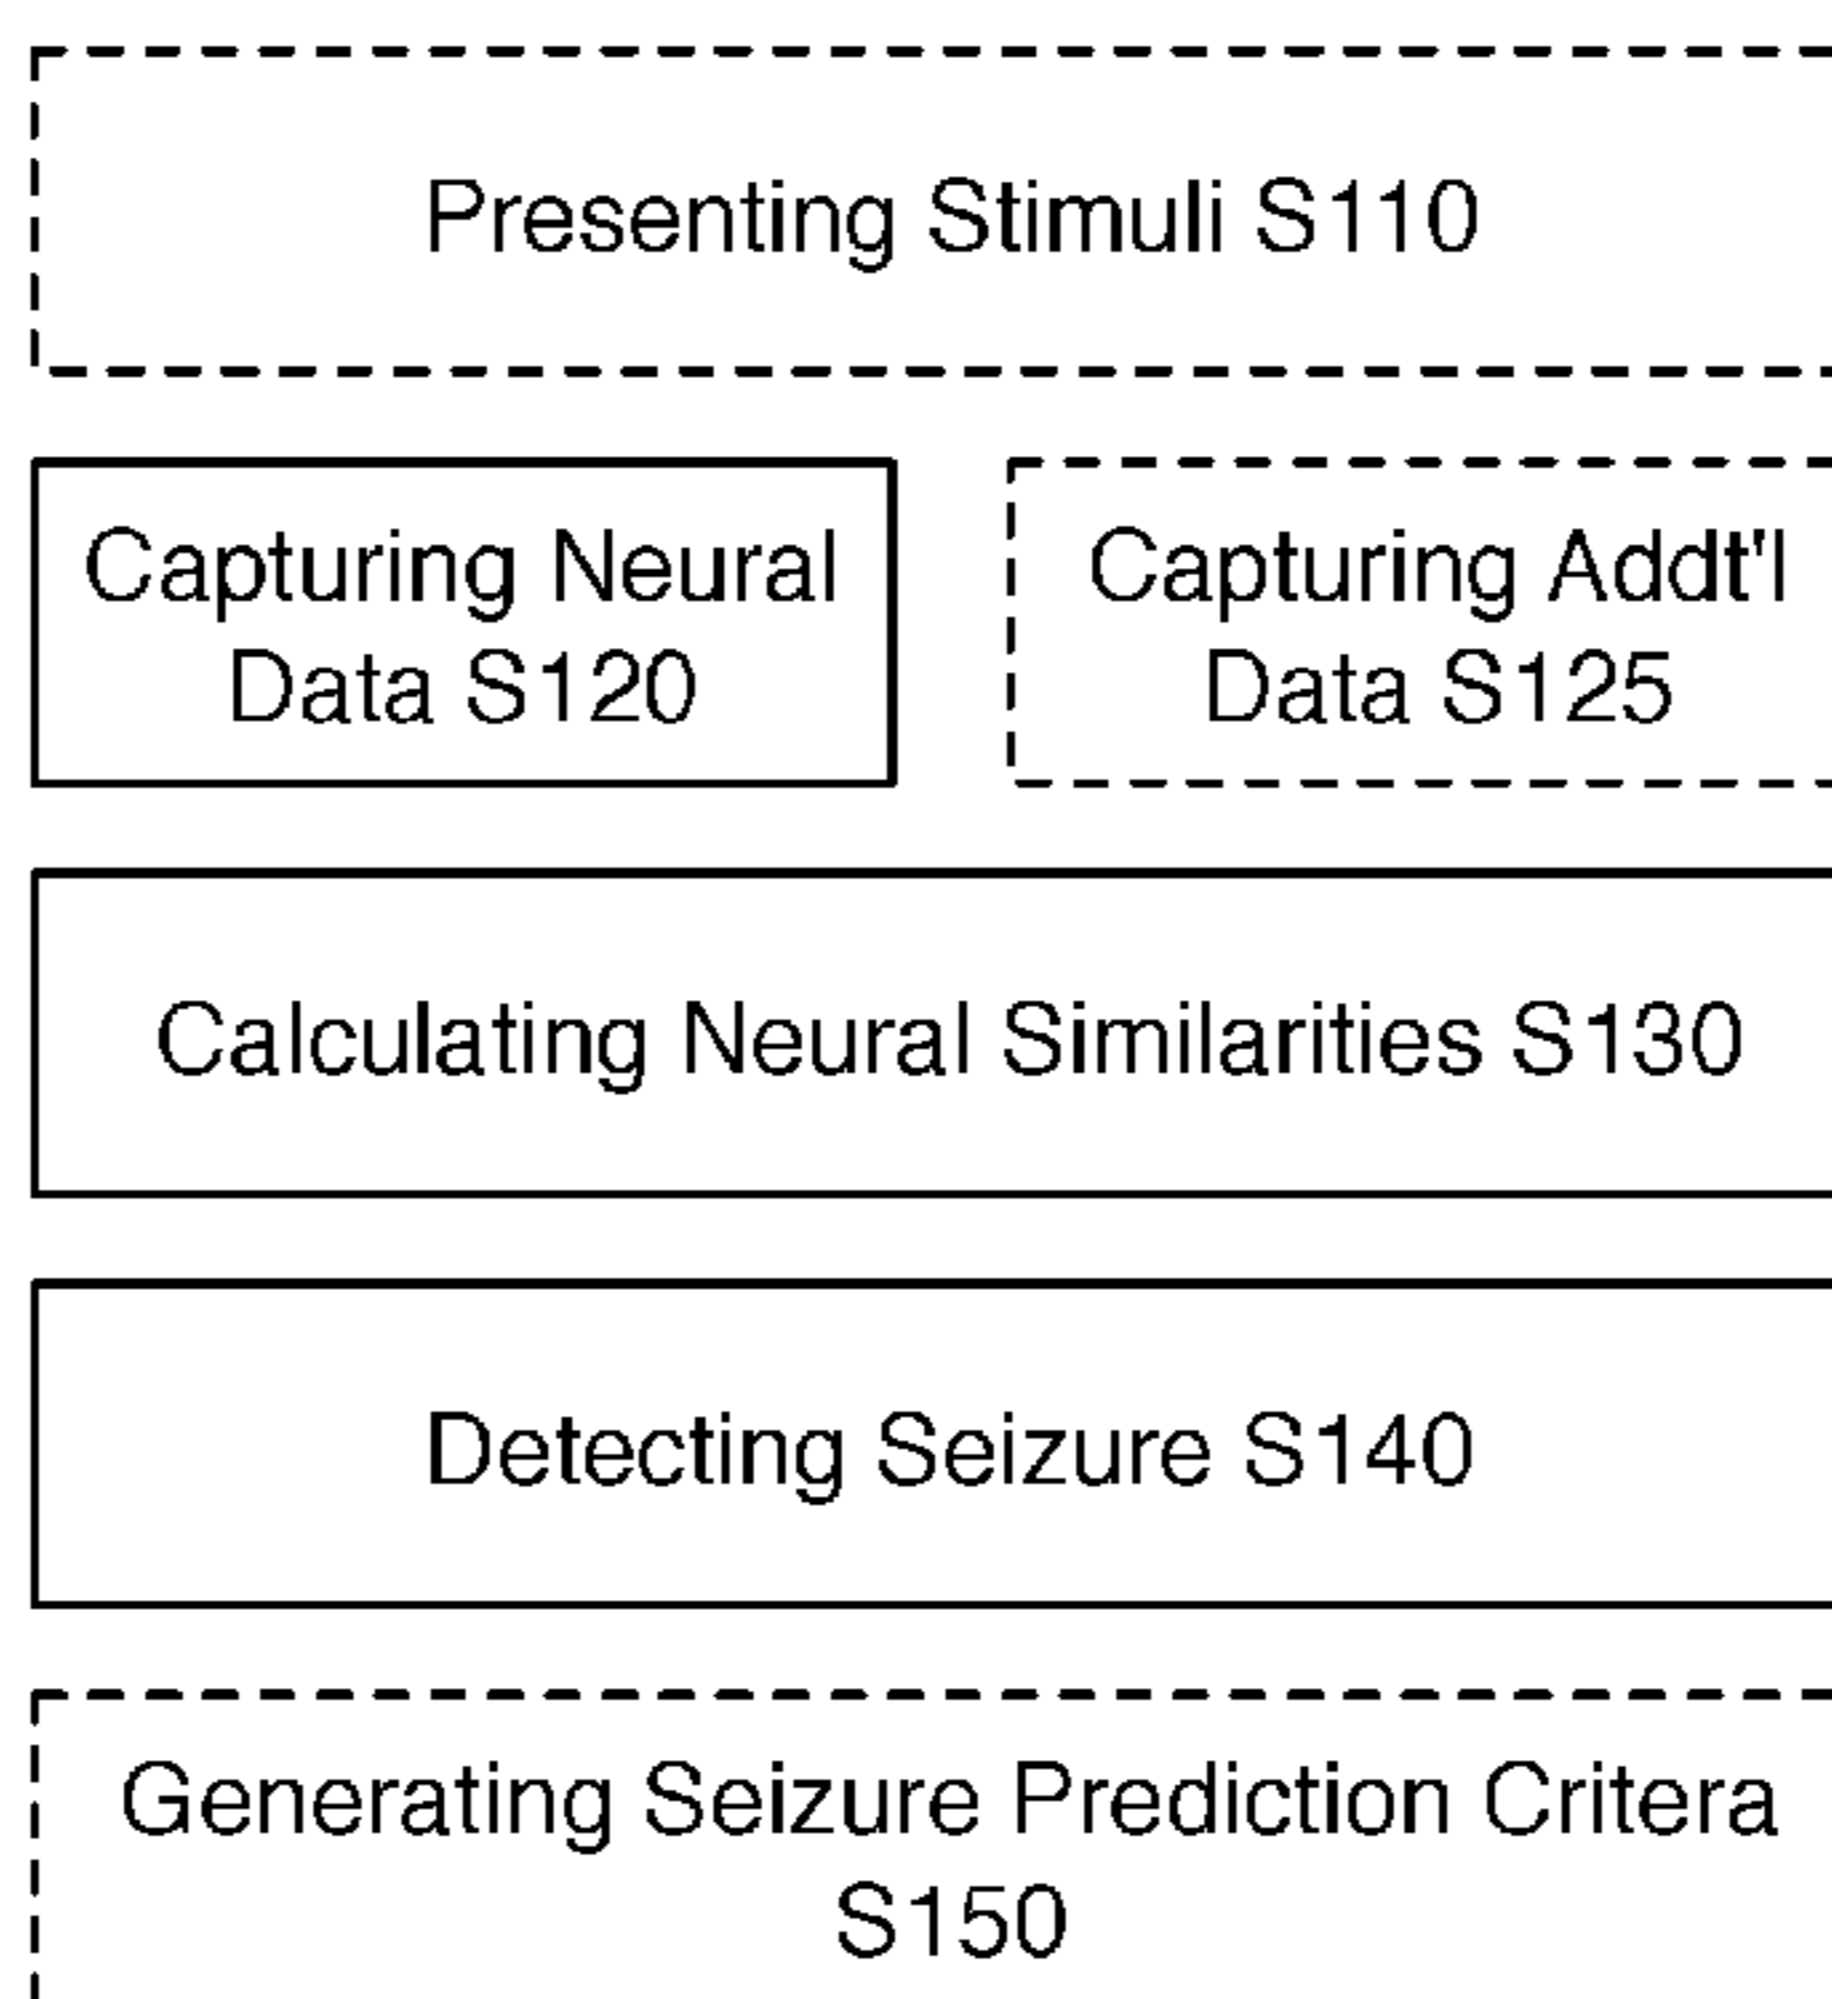 Presenting Stimuli S110
Capturing Neural
Data S120
Capturing Addt'l
Data S125
Calculating Neural Similarities S130
Detecting Seizure S140
Generating Seizure Prediction Critera
S150